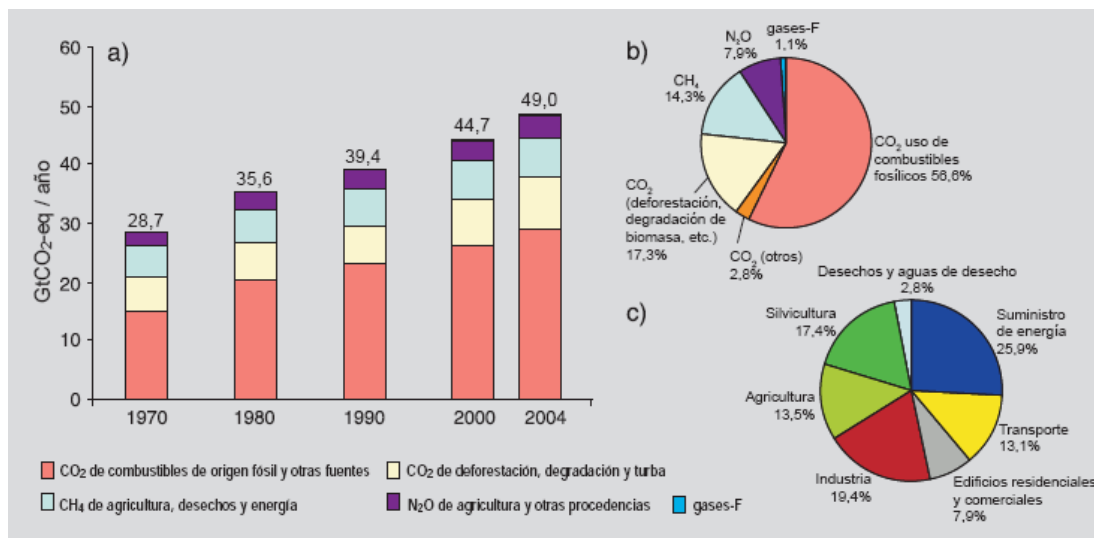 a)
60
50
40
30
20
10
0
GtCO₂-eq / año
28,7
35,6
39,4
44,7
49,0
1970
1980
1990
2000
2004
CO₂ de combustibles de origen fósil y otras fuentes
CO₂ de deforestación, degradación y turba
CH₄ de agricultura, desechos y energía
N₂O de agricultura y otras procedencias
gases-F
b)
gases-F
1,1%
N₂O
7,9%
CH₄
14,3%
CO₂ uso de
combustibles
fosílicos 56,6%
CO₂
(deforestación,
degradación de
biomasa, etc.)
17,3%
CO₂ (otros)
2,8%
c)
Desechos y aguas de desecho
2,8%
Suministro
de energía
25,9%
Silvicultura
17,4%
Agricultura
13,5%
Transporte
13,1%
Industria
19,4%
Edificios residenciales
y comerciales
7,9%